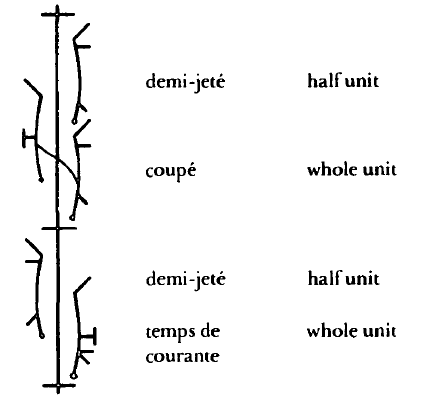 demi-jeté half unit
coupé whole unit
demi-jeté half unit
temps de whole unit
courante